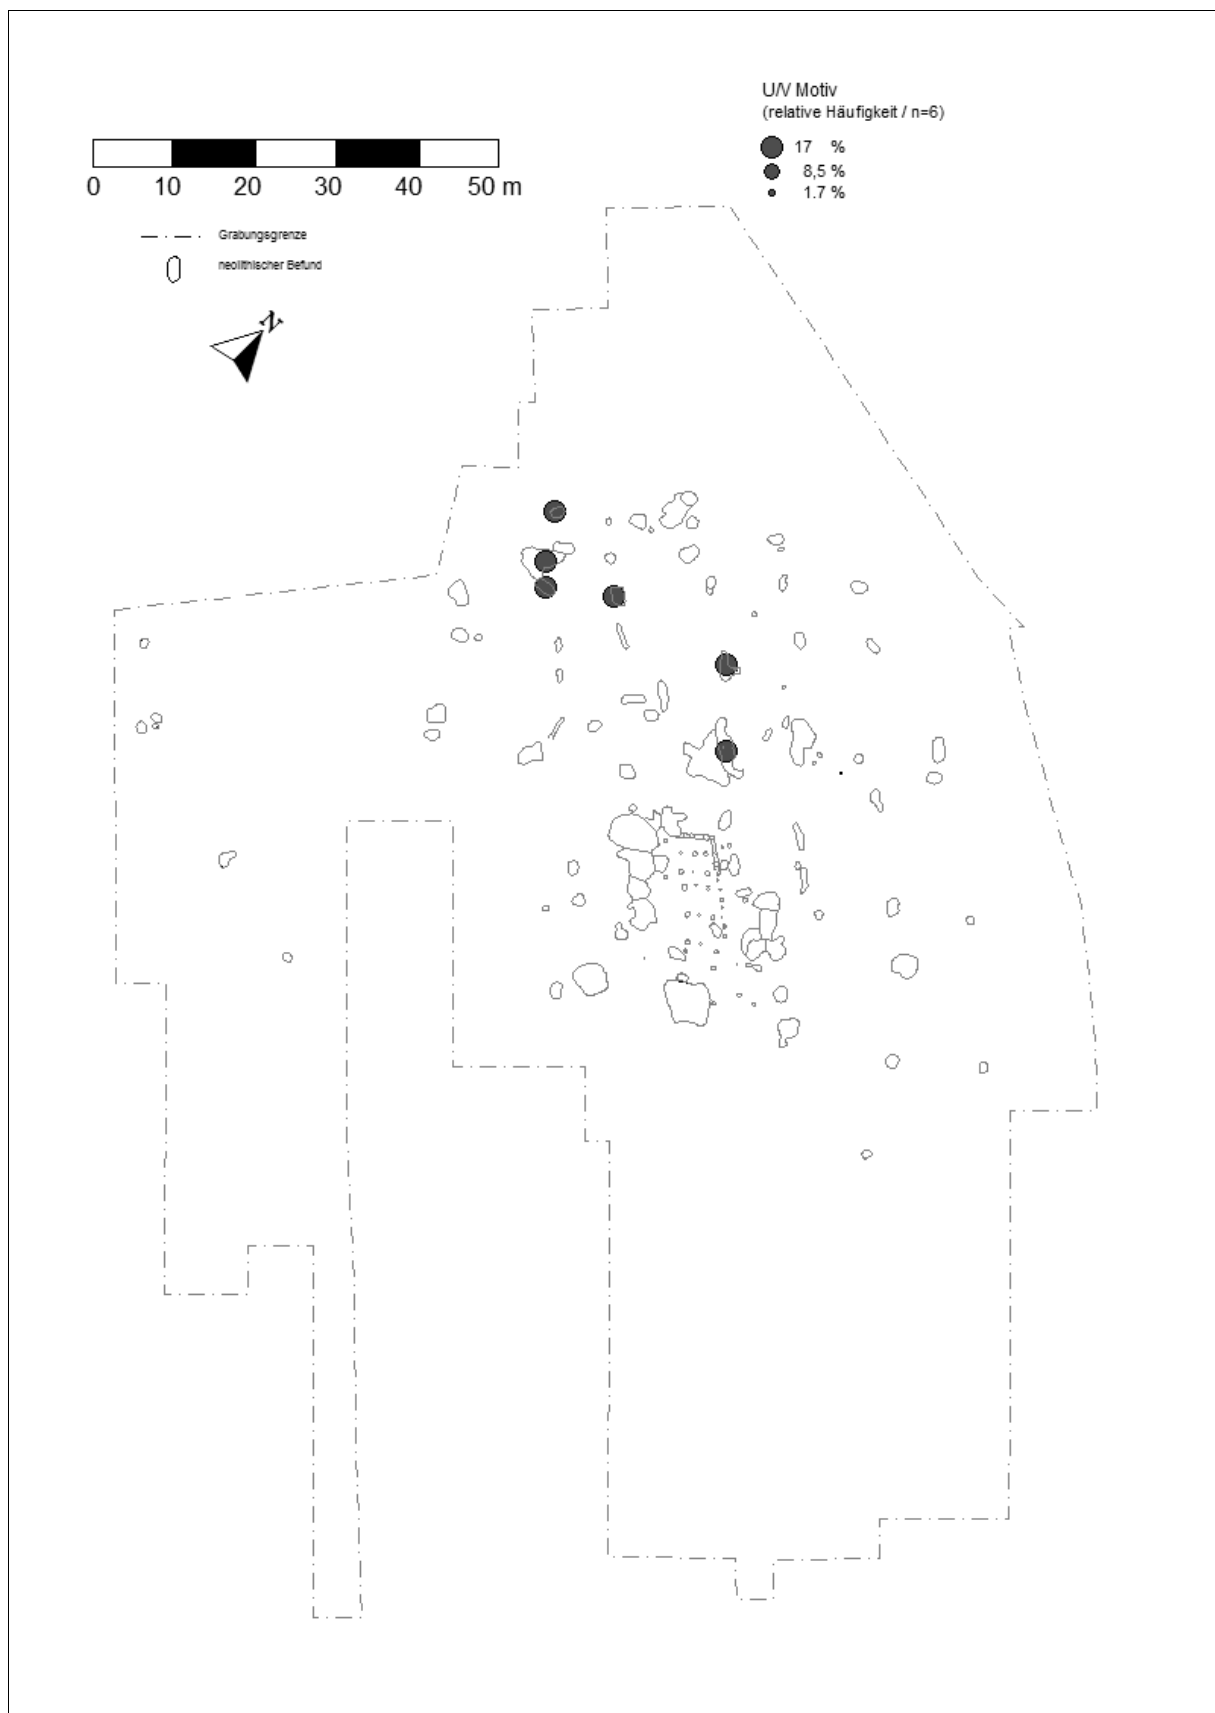 U/V Motiv
(relative Häufigkeit / n=6)
17 %
8,5 %
1.7 %
0 10 20 30 40 50 m
Grabungsgrenze
neolithischer Befund
N